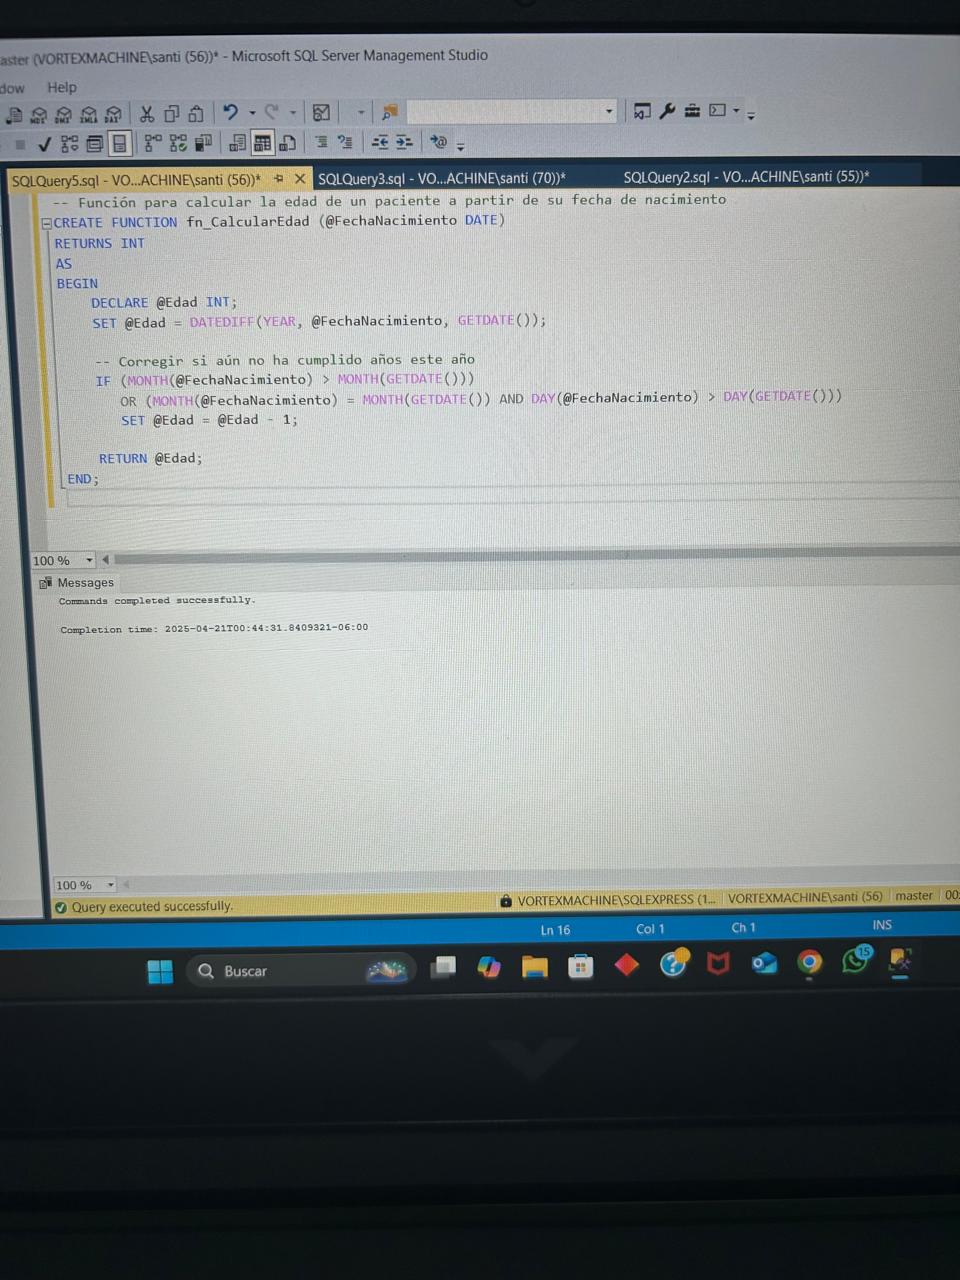 aster (VORTEXMACHINE\santi (56))* - Microsoft SQL Server Management Studio
dow Help
MDX DMX XMLA DAX
SQLQuery5.sql - VO...ACHINE\santi (56))* SQLQuery3.sql - VO...ACHINE\santi (70))* SQLQuery2.sql - VO...ACHINE\santi (55))*
-- Función para calcular la edad de un paciente a partir de su fecha de nacimiento
CREATE FUNCTION fn_CalcularEdad (@FechaNacimiento DATE)
RETURNS INT
AS
BEGIN
DECLARE @Edad INT;
SET @Edad = DATEDIFF(YEAR, @FechaNacimiento, GETDATE());
-- Corregir si aún no ha cumplido años este año
IF (MONTH(@FechaNacimiento) > MONTH(GETDATE()))
OR (MONTH(@FechaNacimiento) = MONTH(GETDATE()) AND DAY(@FechaNacimiento) > DAY(GETDATE()))
SET @Edad = @Edad - 1;
RETURN @Edad;
END;
100 %
Messages
Commands completed successfully.
Completion time: 2025-04-21T00:44:31.8409321-06:00
100 %
Query executed successfully. VORTEXMACHINE\SQLEXPRESS (1... VORTEXMACHINE\santi (56) master 00:
Ln 16 Col 1 Ch 1 INS
Buscar
15